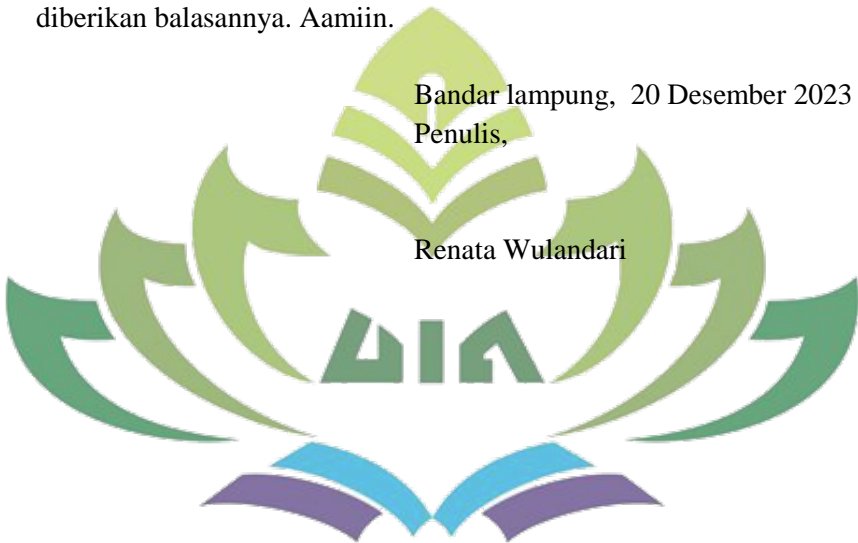 diberikan balasannya. Aamiin.
Bandar lampung,  20 Desember 2023
Penulis,
Renata Wulandari
UIN